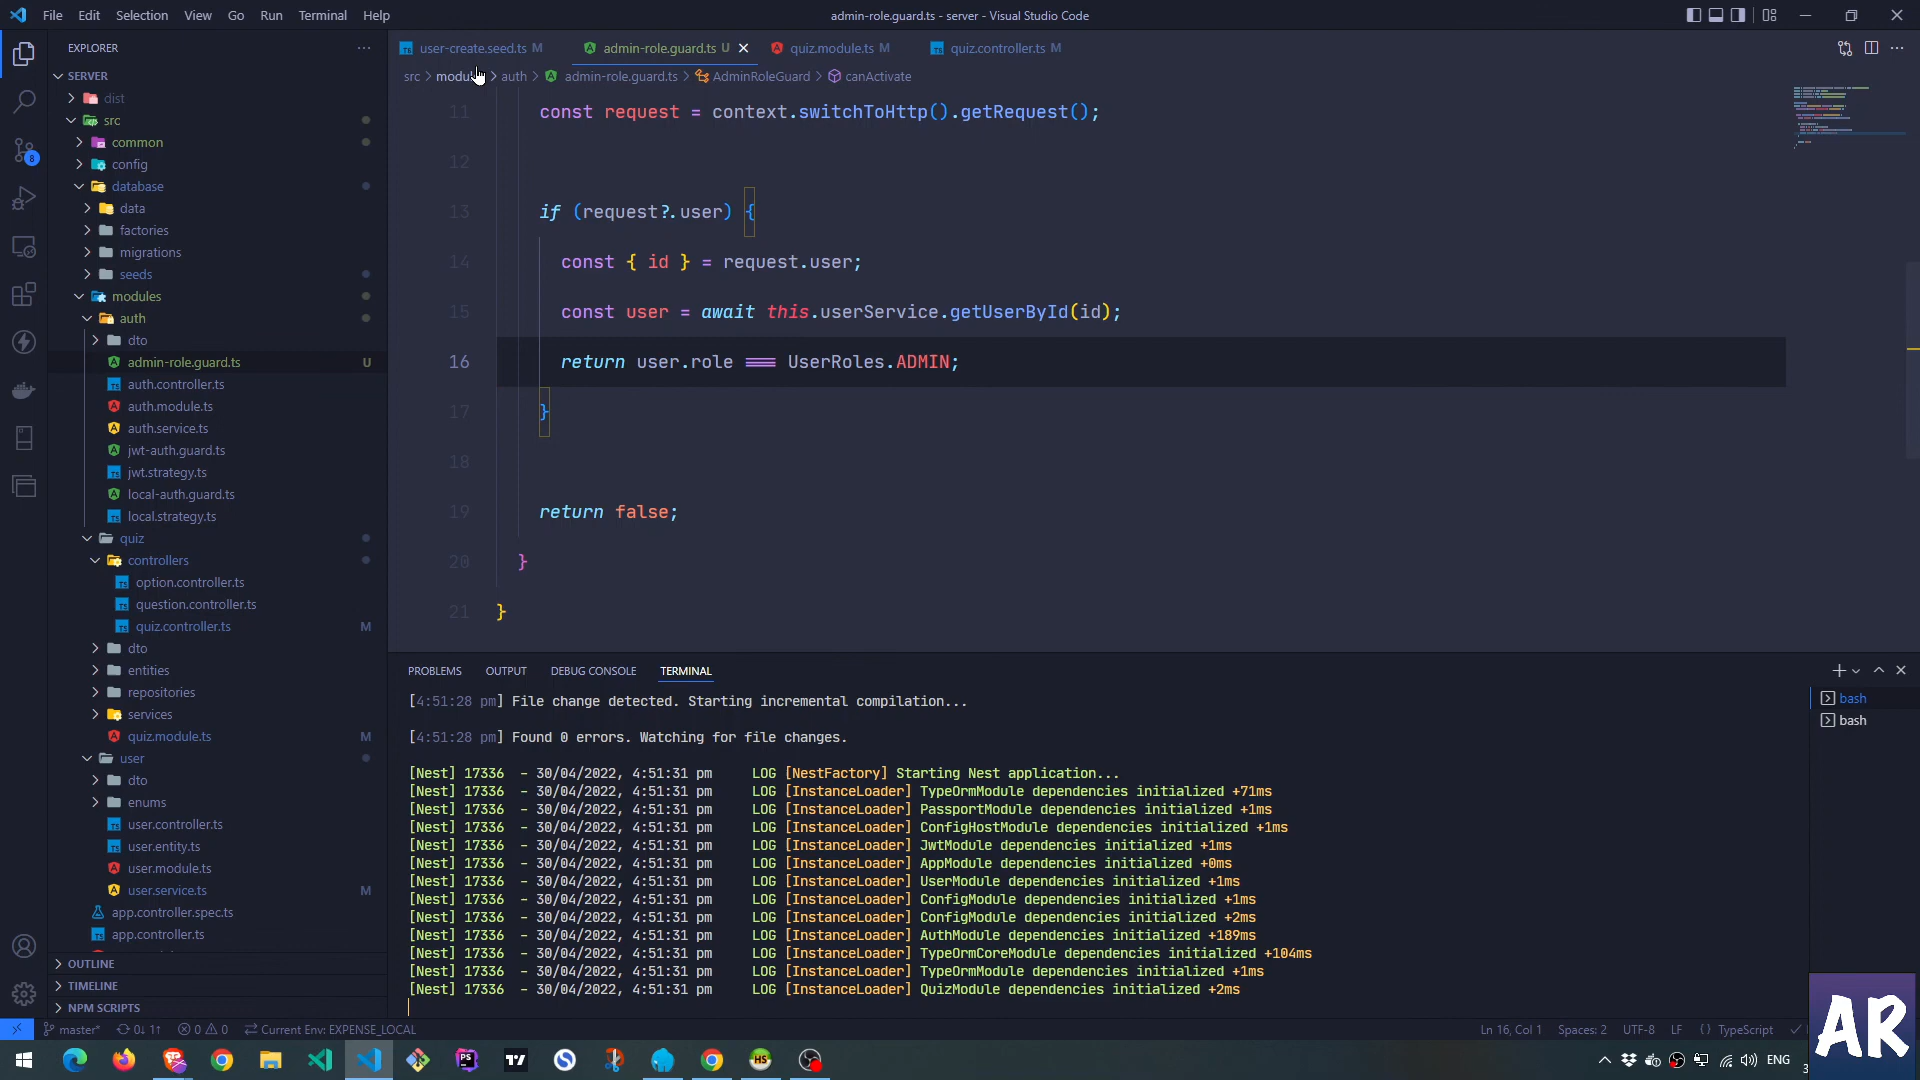 File Edit Selection View Go Run Terminal Help
admin-role.guard.ts - server - Visual Studio Code
EXPLORER
SERVER
dist
src
common
config
database
data
factories
migrations
seeds
modules
auth
dto
admin-role.guard.ts U
auth.controller.ts
auth.module.ts
auth.service.ts
jwt-auth.guard.ts
jwt.strategy.ts
local-auth.guard.ts
local.strategy.ts
quiz
controllers
option.controller.ts
question.controller.ts
quiz.controller.ts M
dto
entities
repositories
services
quiz.module.ts M
user
dto
enums
user.controller.ts
user.entity.ts
user.module.ts
user.service.ts M
app.controller.spec.ts
app.controller.ts
OUTLINE
TIMELINE
NPM SCRIPTS
8
user-create.seed.ts M admin-role.guard.ts U quiz.module.ts M quiz.controller.ts M
src > modul > auth > admin-role.guard.ts > AdminRoleGuard > canActivate
11 const request = context.switchToHttp().getRequest();
12
13 if (request?.user) {
14 const { id } = request.user;
15 const user = await this.userService.getUserById(id);
16 return user.role === UserRoles.ADMIN;
17 }
18
19 return false;
20 }
21 }
PROBLEMS OUTPUT DEBUG CONSOLE TERMINAL
[4:51:28 pm] File change detected. Starting incremental compilation...
[4:51:28 pm] Found 0 errors. Watching for file changes.
[Nest] 17336 - 30/04/2022, 4:51:31 pm LOG [NestFactory] Starting Nest application...
[Nest] 17336 - 30/04/2022, 4:51:31 pm LOG [InstanceLoader] TypeOrmModule dependencies initialized +71ms
[Nest] 17336 - 30/04/2022, 4:51:31 pm LOG [InstanceLoader] PassportModule dependencies initialized +1ms
[Nest] 17336 - 30/04/2022, 4:51:31 pm LOG [InstanceLoader] ConfigHostModule dependencies initialized +1ms
[Nest] 17336 - 30/04/2022, 4:51:31 pm LOG [InstanceLoader] JwtModule dependencies initialized +1ms
[Nest] 17336 - 30/04/2022, 4:51:31 pm LOG [InstanceLoader] AppModule dependencies initialized +0ms
[Nest] 17336 - 30/04/2022, 4:51:31 pm LOG [InstanceLoader] UserModule dependencies initialized +1ms
[Nest] 17336 - 30/04/2022, 4:51:31 pm LOG [InstanceLoader] ConfigModule dependencies initialized +1ms
[Nest] 17336 - 30/04/2022, 4:51:31 pm LOG [InstanceLoader] ConfigModule dependencies initialized +2ms
[Nest] 17336 - 30/04/2022, 4:51:31 pm LOG [InstanceLoader] AuthModule dependencies initialized +189ms
[Nest] 17336 - 30/04/2022, 4:51:31 pm LOG [InstanceLoader] TypeOrmCoreModule dependencies initialized +104ms
[Nest] 17336 - 30/04/2022, 4:51:31 pm LOG [InstanceLoader] TypeOrmModule dependencies initialized +1ms
[Nest] 17336 - 30/04/2022, 4:51:31 pm LOG [InstanceLoader] QuizModule dependencies initialized +2ms
bash
bash
master* 0↓ 1↑ 0 0 Current Env: EXPENSE_LOCAL
Ln 16, Col 1 Spaces: 2 UTF-8 LF { } TypeScript
ENG
AR